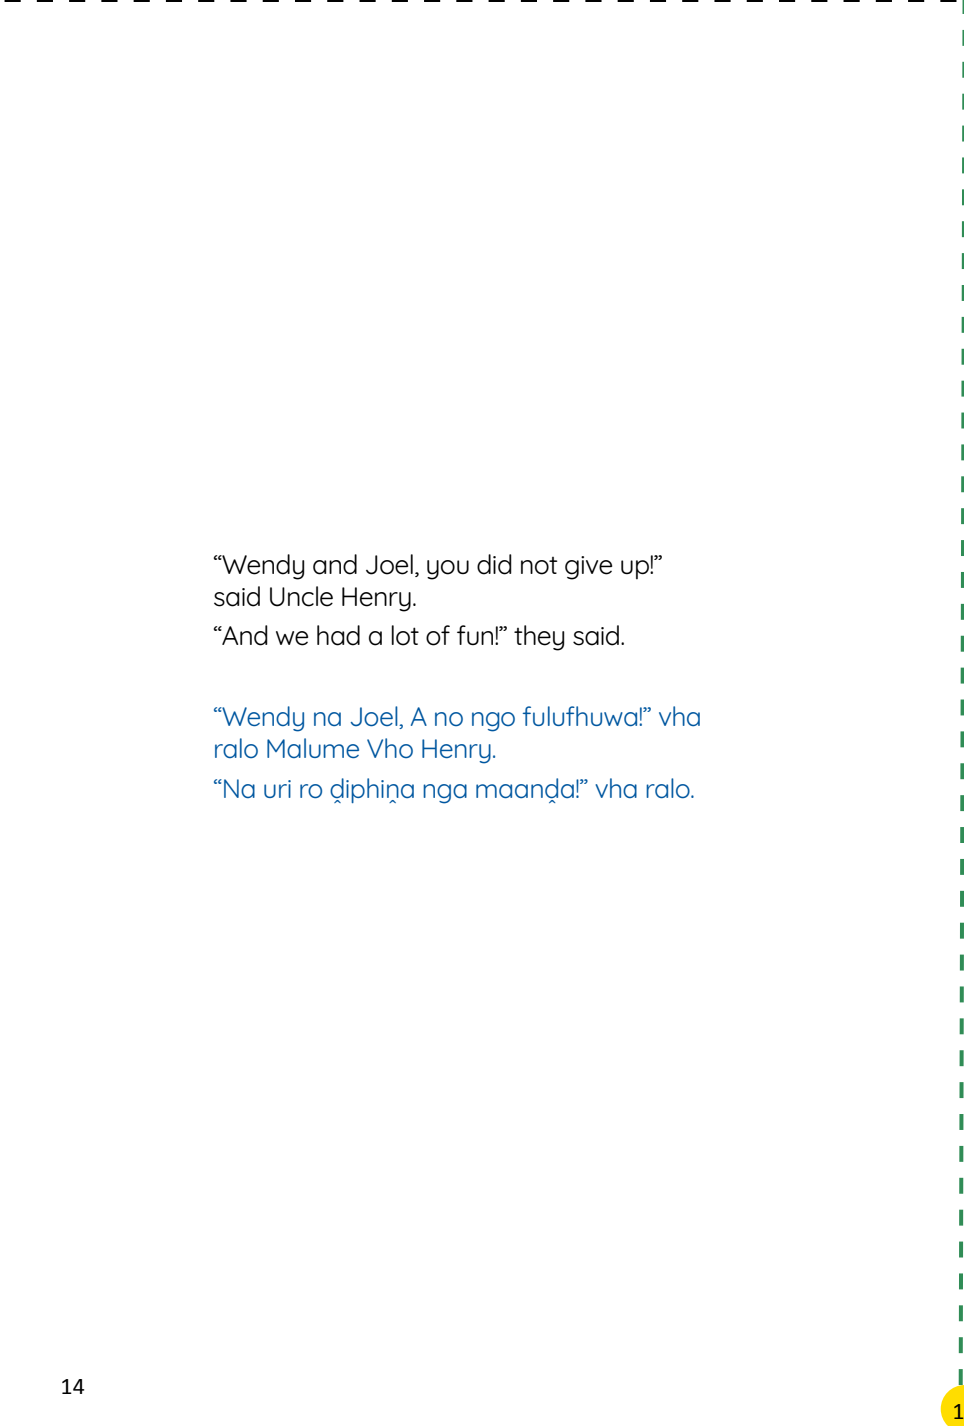 “Wendy and Joel, you did not give up!”
said Uncle Henry.
“And we had a lot of fun!” they said.
“Wendy na Joel, A no ngo fulufhuwa!” vha
ralo Malume Vho Henry.
“Na uri ro ḓiphiṋa nga maanḓa!” vha ralo.
14
1